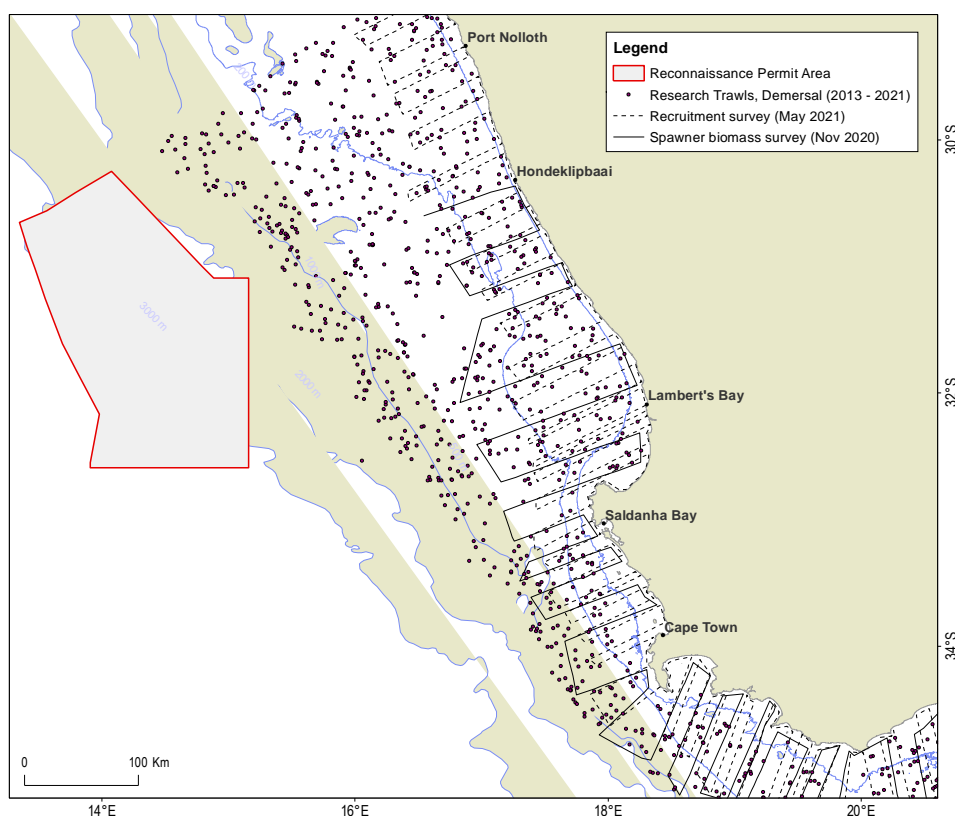 Port Nolloth
Legend
Reconnaissance Permit Area
Research Trawls, Demersal (2013 - 2021)
Recruitment survey (May 2021)
Spawner biomass survey (Nov 2020)
30°S
Hondeklipbaai
3000 m
2000 m
32°S
Lambert's Bay
Saldanha Bay
Cape Town
34°S
0 100 Km
14°E 16°E 18°E 20°E